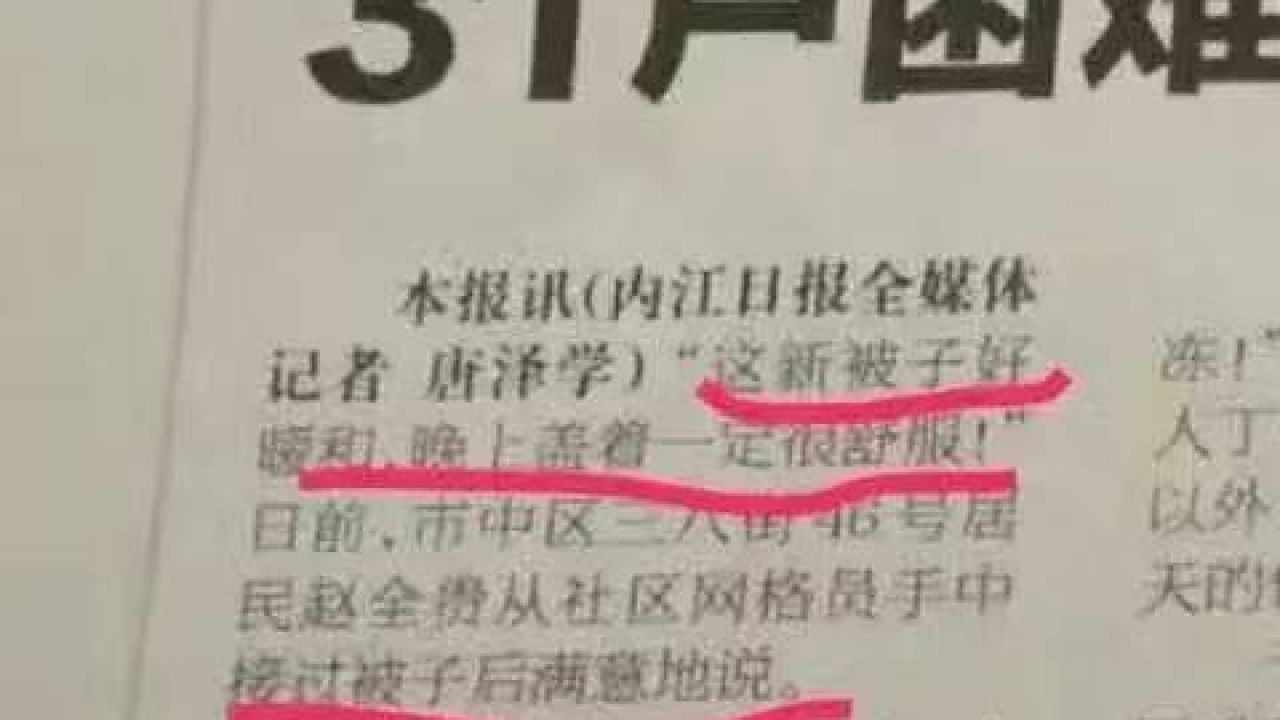 31户困难
本报讯(内江日报全媒体
记者 唐泽学)“这新被子好
暖和,晚上盖着一定很舒服!”
日前,市中区三八街46号居
民赵全贵从社区网格员手中
接过被子后满意地说。
冻!”
人丁
以外
天的